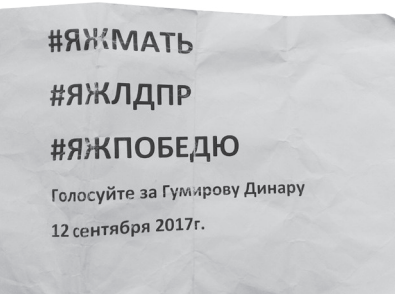 #ЯЖМАТЬ
#ЯЖЛДПР
#ЯЖПОБЕДЮ
Голосуйте за Гумирову Динару
12 сентября 2017г.